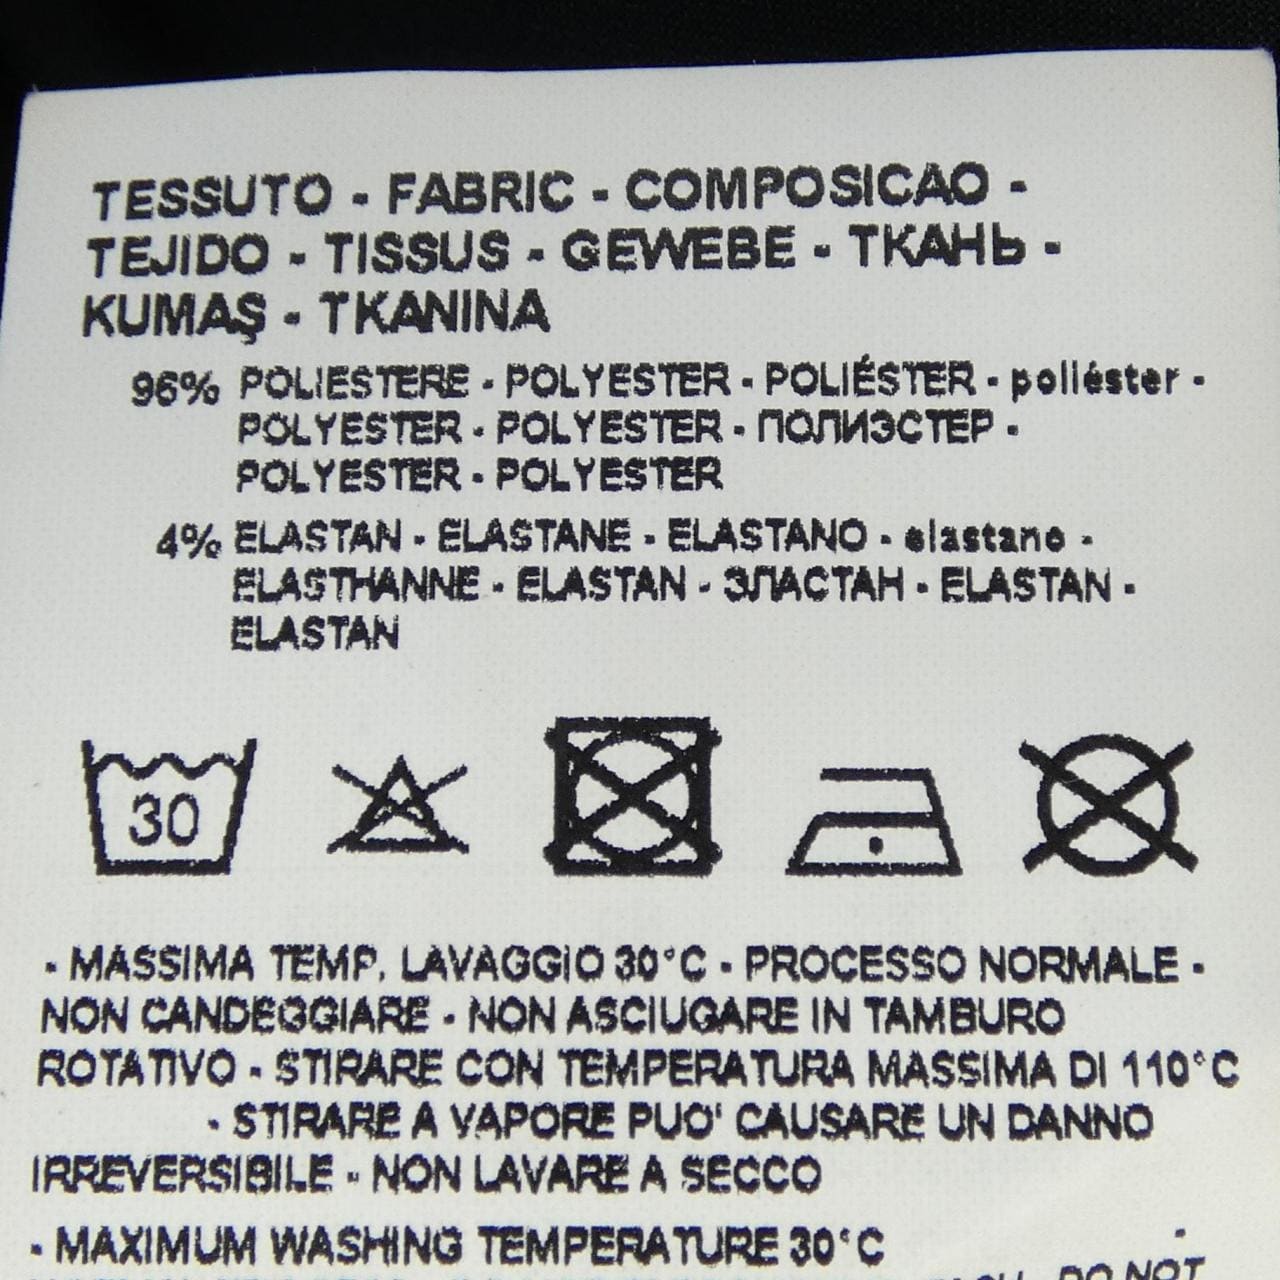 TESSUTO - FABRIC - COMPOSICAO -
TEJIDO - TISSUS - GEWEBE - ТКАНЬ -
KUMAŞ - TKANINA
96% POLIESTERE - POLYESTER - POLIÉSTER - poliéster -
POLYESTER - POLYESTER - ПОЛИЭСТЕР -
POLYESTER - POLYESTER
4% ELASTAN - ELASTANE - ELASTANO - elastano -
ELASTHANNE - ELASTAN - ЭЛАСТАН - ELASTAN -
ELASTAN
30
- MASSIMA TEMP. LAVAGGIO 30°C - PROCESSO NORMALE -
NON CANDEGGIARE - NON ASCIUGARE IN TAMBURO
ROTATIVO - STIRARE CON TEMPERATURA MASSIMA DI 110°C
- STIRARE A VAPORE PUO' CAUSARE UN DANNO
IRREVERSIBILE - NON LAVARE A SECCO
- MAXIMUM WASHING TEMPERATURE 30°C -
DO NOT